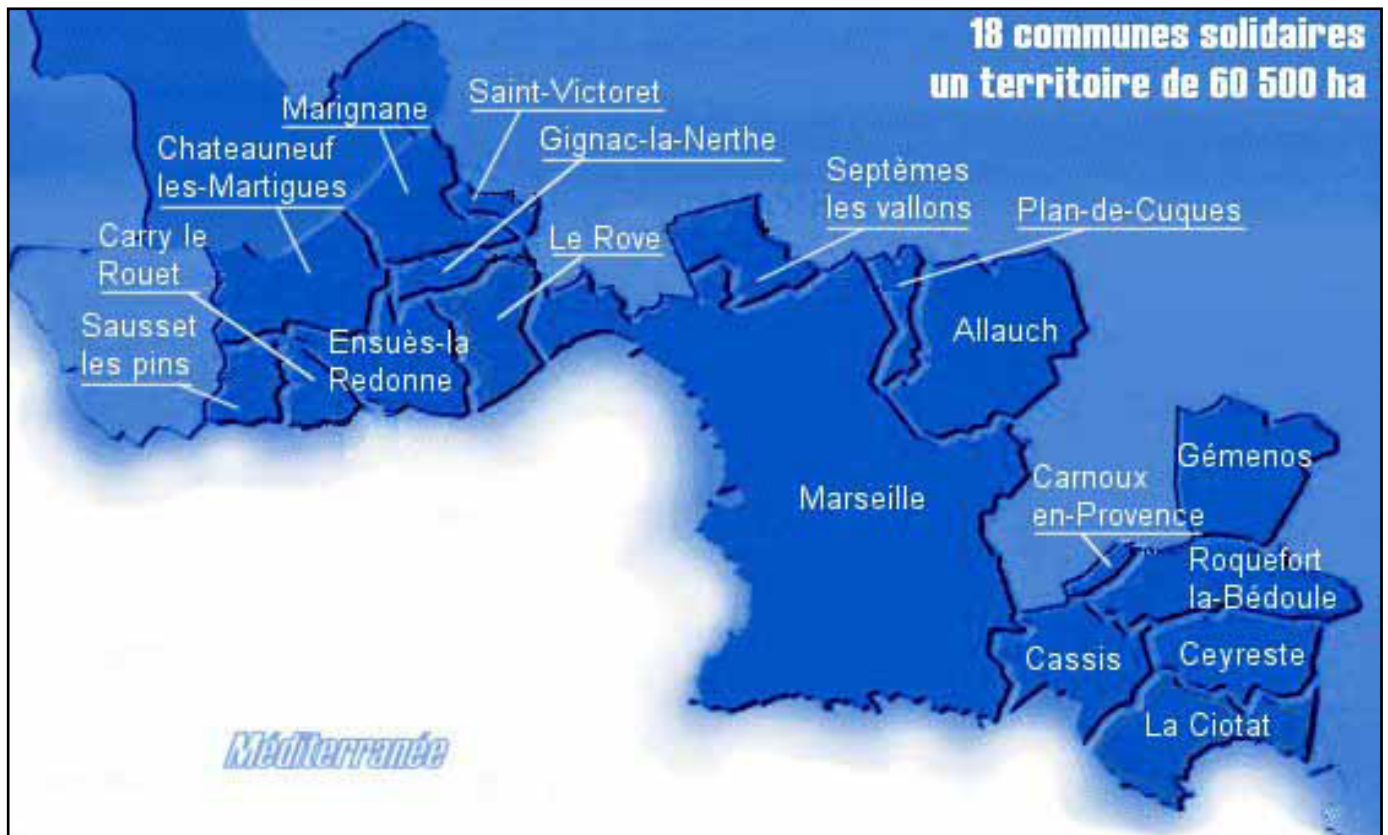 18 communes solidaires
un territoire de 60 500 ha
Saint-Victoret
Marignane
Gignac-la-Nerthe
Chateauneuf
les-Martigues
Septèmes
les vallons
Plan-de-Cuques
Carry le
Rouet
Le Rove
Sausset
les pins
Ensuès-la
Redonne
Allauch
Gémenos
Marseille
Carnoux
en-Provence
Roquefort
la-Bédoule
Cassis
Ceyreste
La Ciotat
Méditerranée